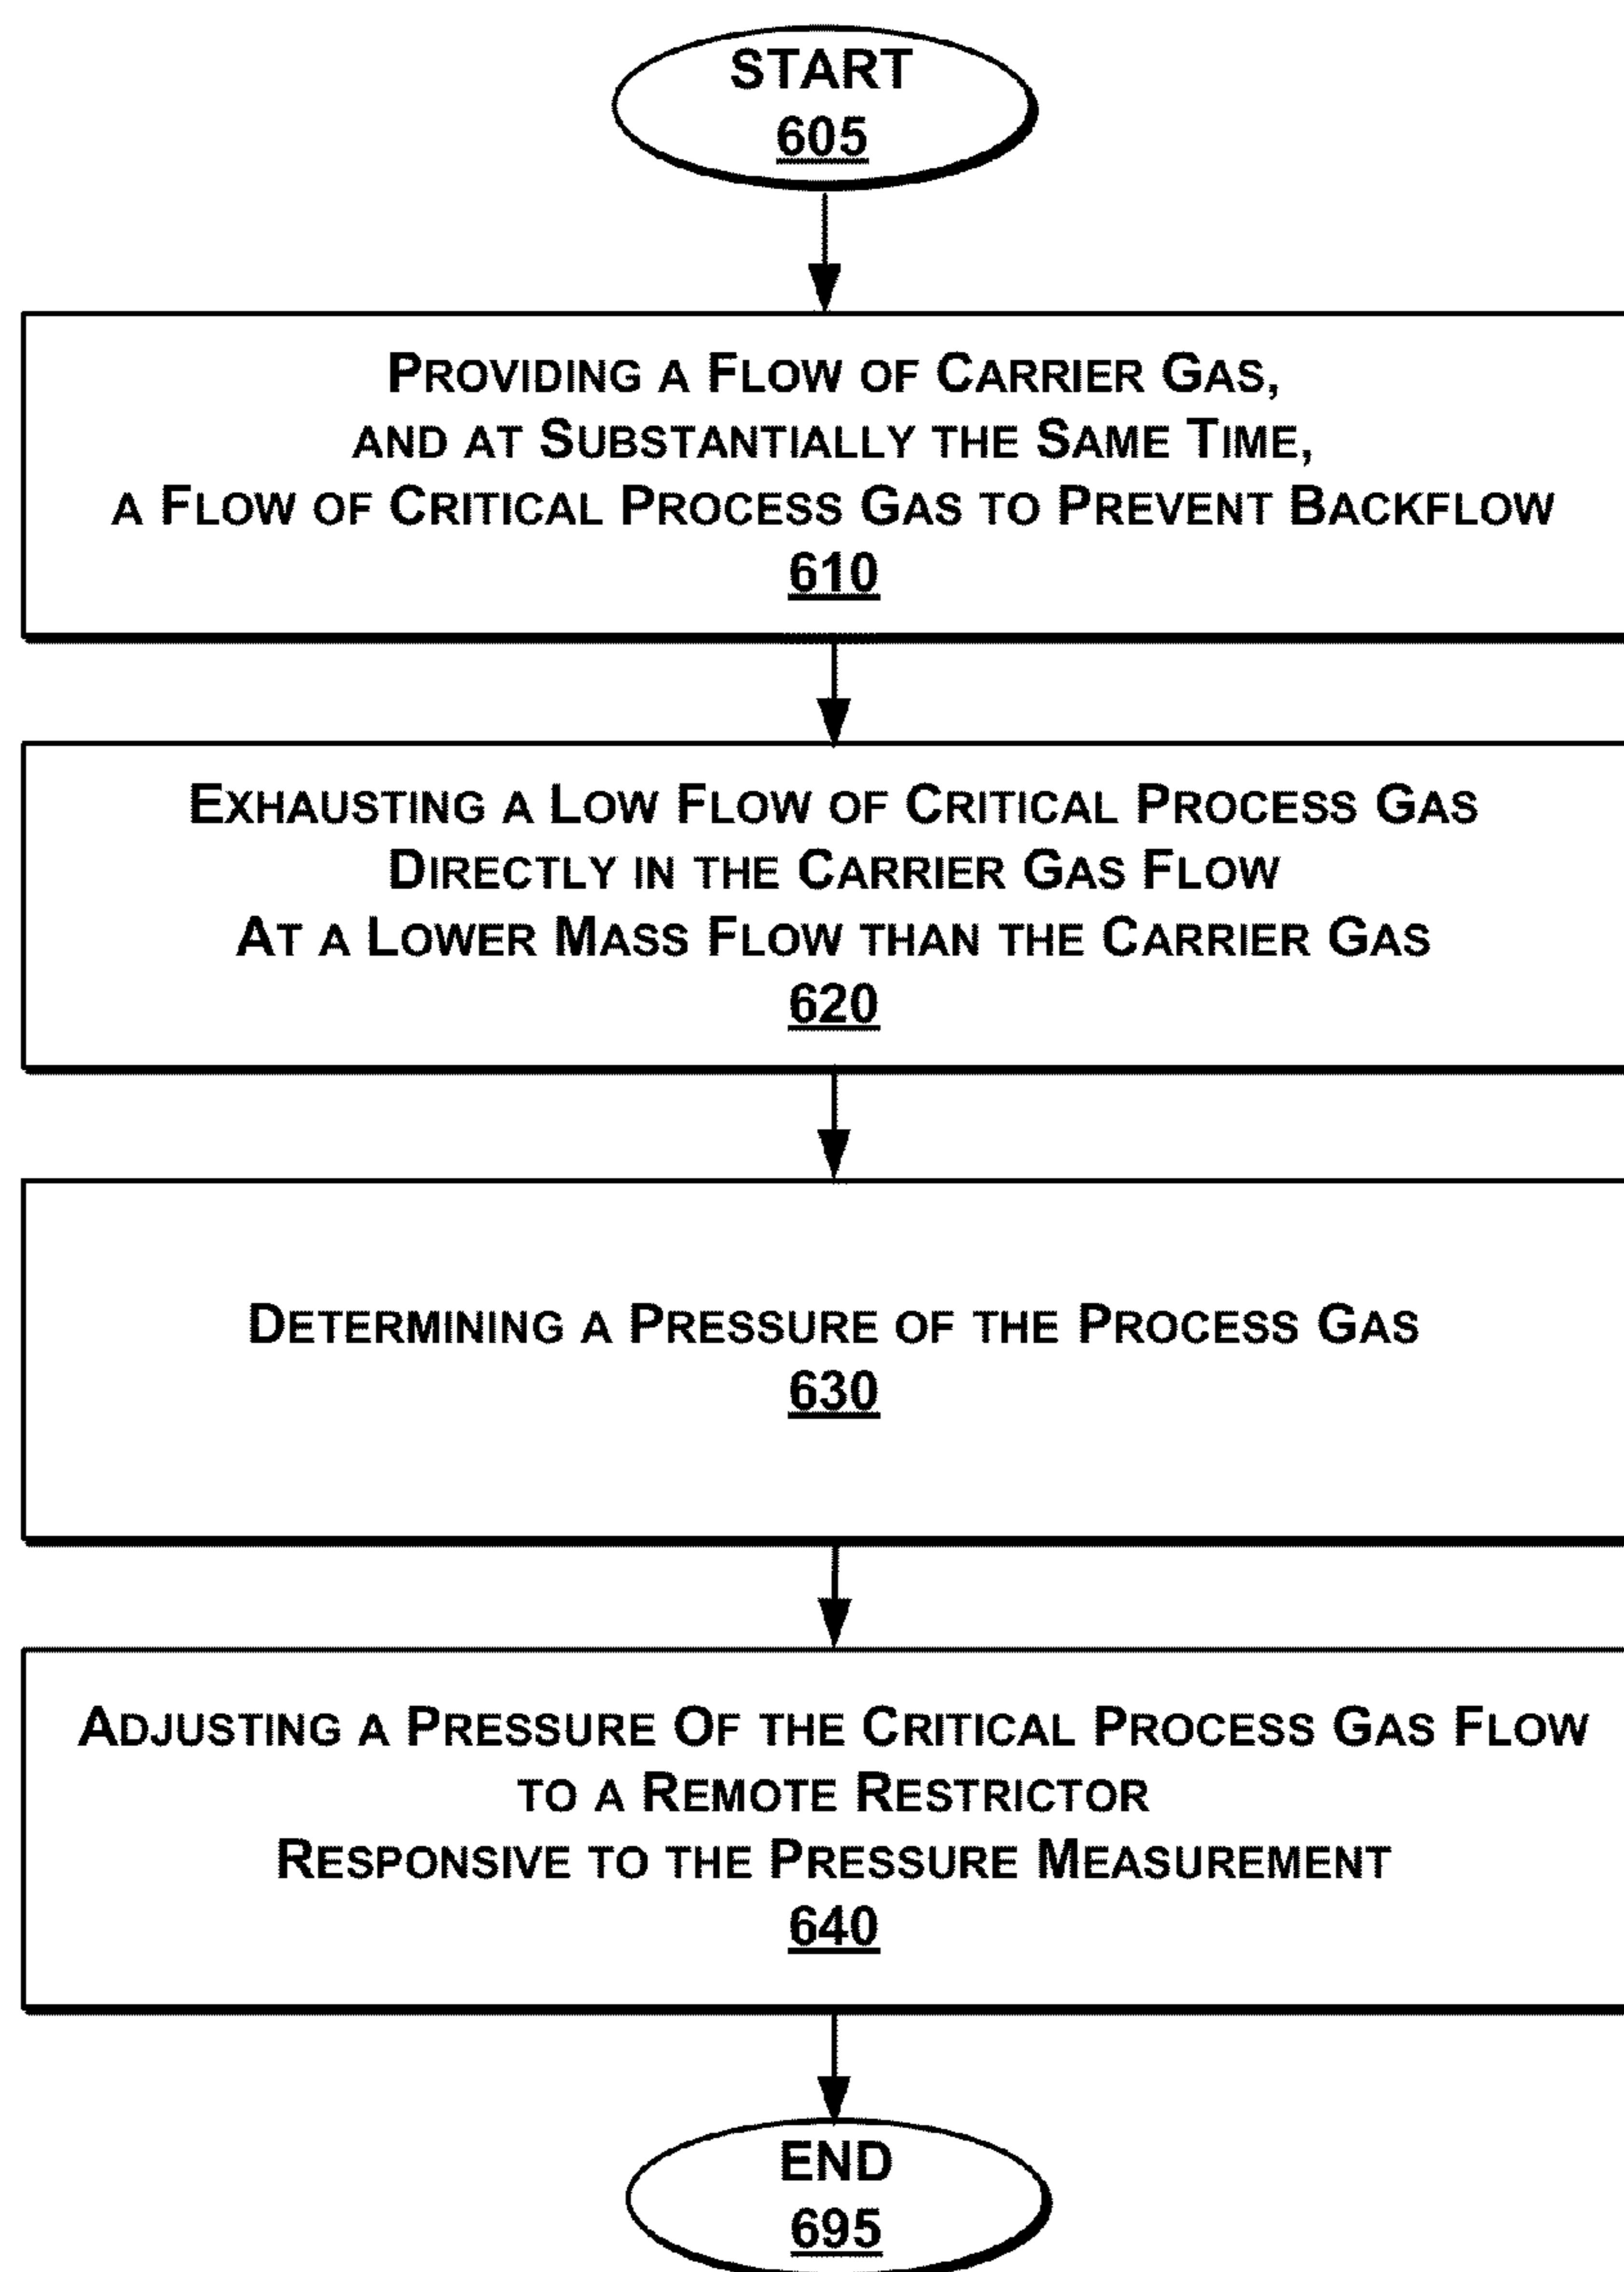 START
605
PROVIDING A FLOW OF CARRIER GAS,
AND AT SUBSTANTIALLY THE SAME TIME,
A FLOW OF CRITICAL PROCESS GAS TO PREVENT BACKFLOW
610
EXHAUSTING A LOW FLOW OF CRITICAL PROCESS GAS
DIRECTLY IN THE CARRIER GAS FLOW
AT A LOWER MASS FLOW THAN THE CARRIER GAS
620
DETERMINING A PRESSURE OF THE PROCESS GAS
630
ADJUSTING A PRESSURE OF THE CRITICAL PROCESS GAS FLOW
TO A REMOTE RESTRICTOR
RESPONSIVE TO THE PRESSURE MEASUREMENT
640
END
695